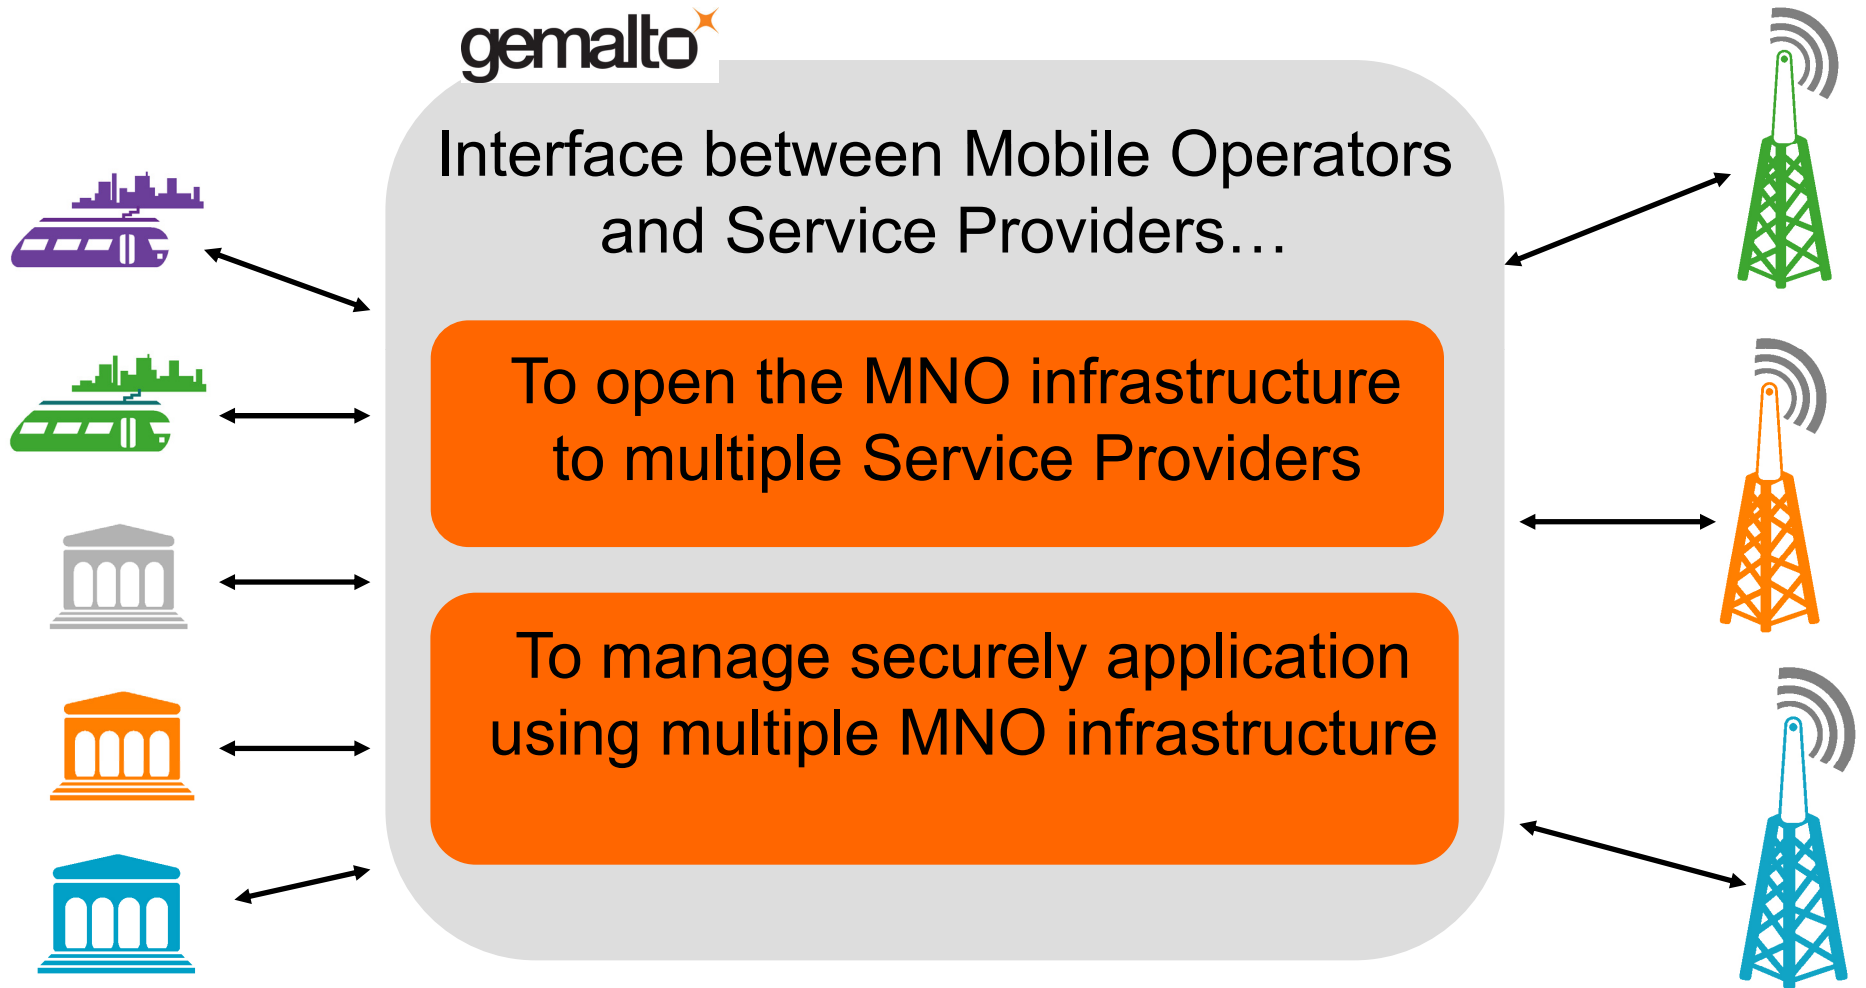 gemalto
Interface between Mobile Operators
and Service Providers…
To open the MNO infrastructure
to multiple Service Providers
To manage securely application
using multiple MNO infrastructure